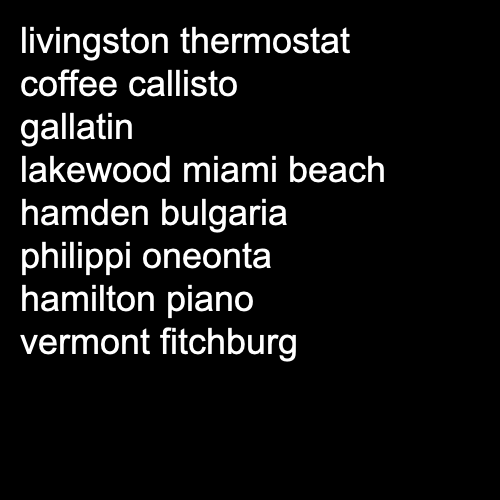 livingston thermostat
coffee callisto
gallatin
lakewood miami beach
hamden bulgaria
philippi oneonta
hamilton piano
vermont fitchburg